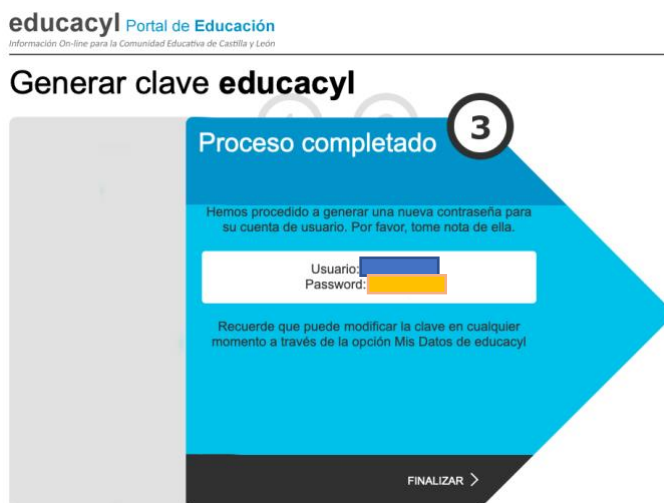 educacyl Portal de Educación
Información On-line para la Comunidad Educativa de Castilla y León
Generar clave educacyl
3
Proceso completado
Hemos procedido a generar una nueva contraseña para
su cuenta de usuario. Por favor, tome nota de ella.
Usuario:
Password:
Recuerde que puede modificar la clave en cualquier
momento a través de la opción Mis Datos de educacyl
FINALIZAR